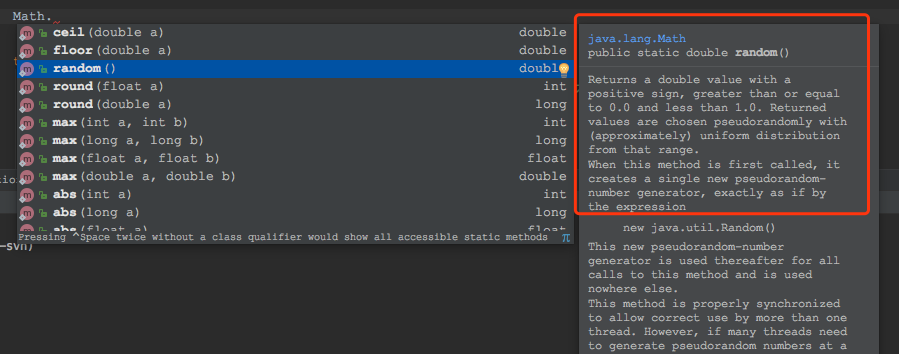 Math.
ceil(double a) double
floor(double a) double
random() double
round(float a) int
round(double a) long
max(int a, int b) int
max(long a, long b) long
max(float a, float b) float
max(double a, double b) double
abs(int a) int
abs(long a) long
abs(float a) float
Pressing ^Space twice without a class qualifier would show all accessible static methods π
-svn)
java.lang.Math
public static double random()
Returns a double value with a
positive sign, greater than or equal
to 0.0 and less than 1.0. Returned
values are chosen pseudorandomly with
(approximately) uniform distribution
from that range.
When this method is first called, it
creates a single new pseudorandom-
number generator, exactly as if by
the expression
new java.util.Random()
This new pseudorandom-number
generator is used thereafter for all
calls to this method and is used
nowhere else.
This method is properly synchronized
to allow correct use by more than one
thread. However, if many threads need
to generate pseudorandom numbers at a